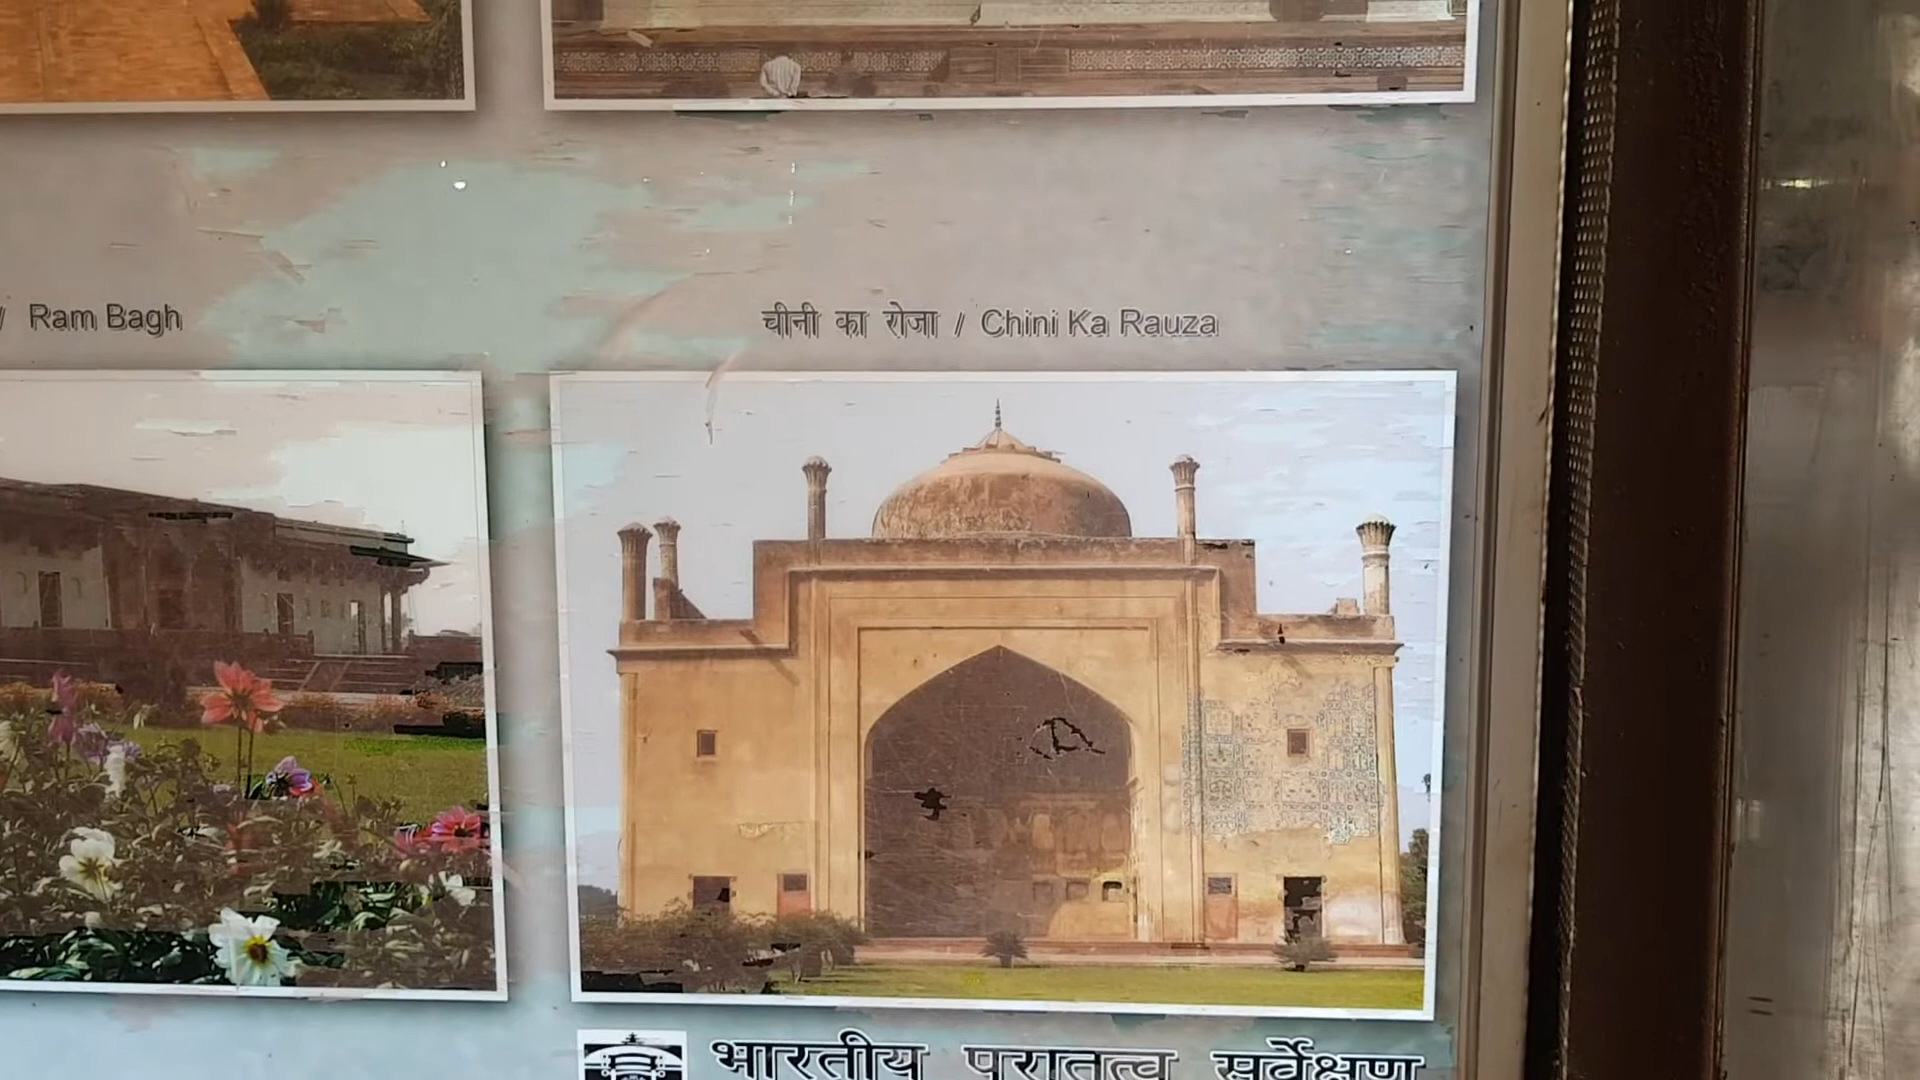 / Ram Bagh
चीनी का रोजा / Chini Ka Rauza
भारतीय पुरातत्व सर्वेक्षण